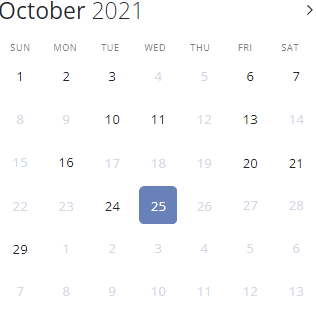 October 2021
SUN MON TUE WED THU FRI SAT
1 2 3 4 5 6 7
8 9 10 11 12 13 14
15 16 17 18 19 20 21
22 23 24 25 26 27 28
29 1 2 3 4 5 6
7 8 9 10 11 12 13